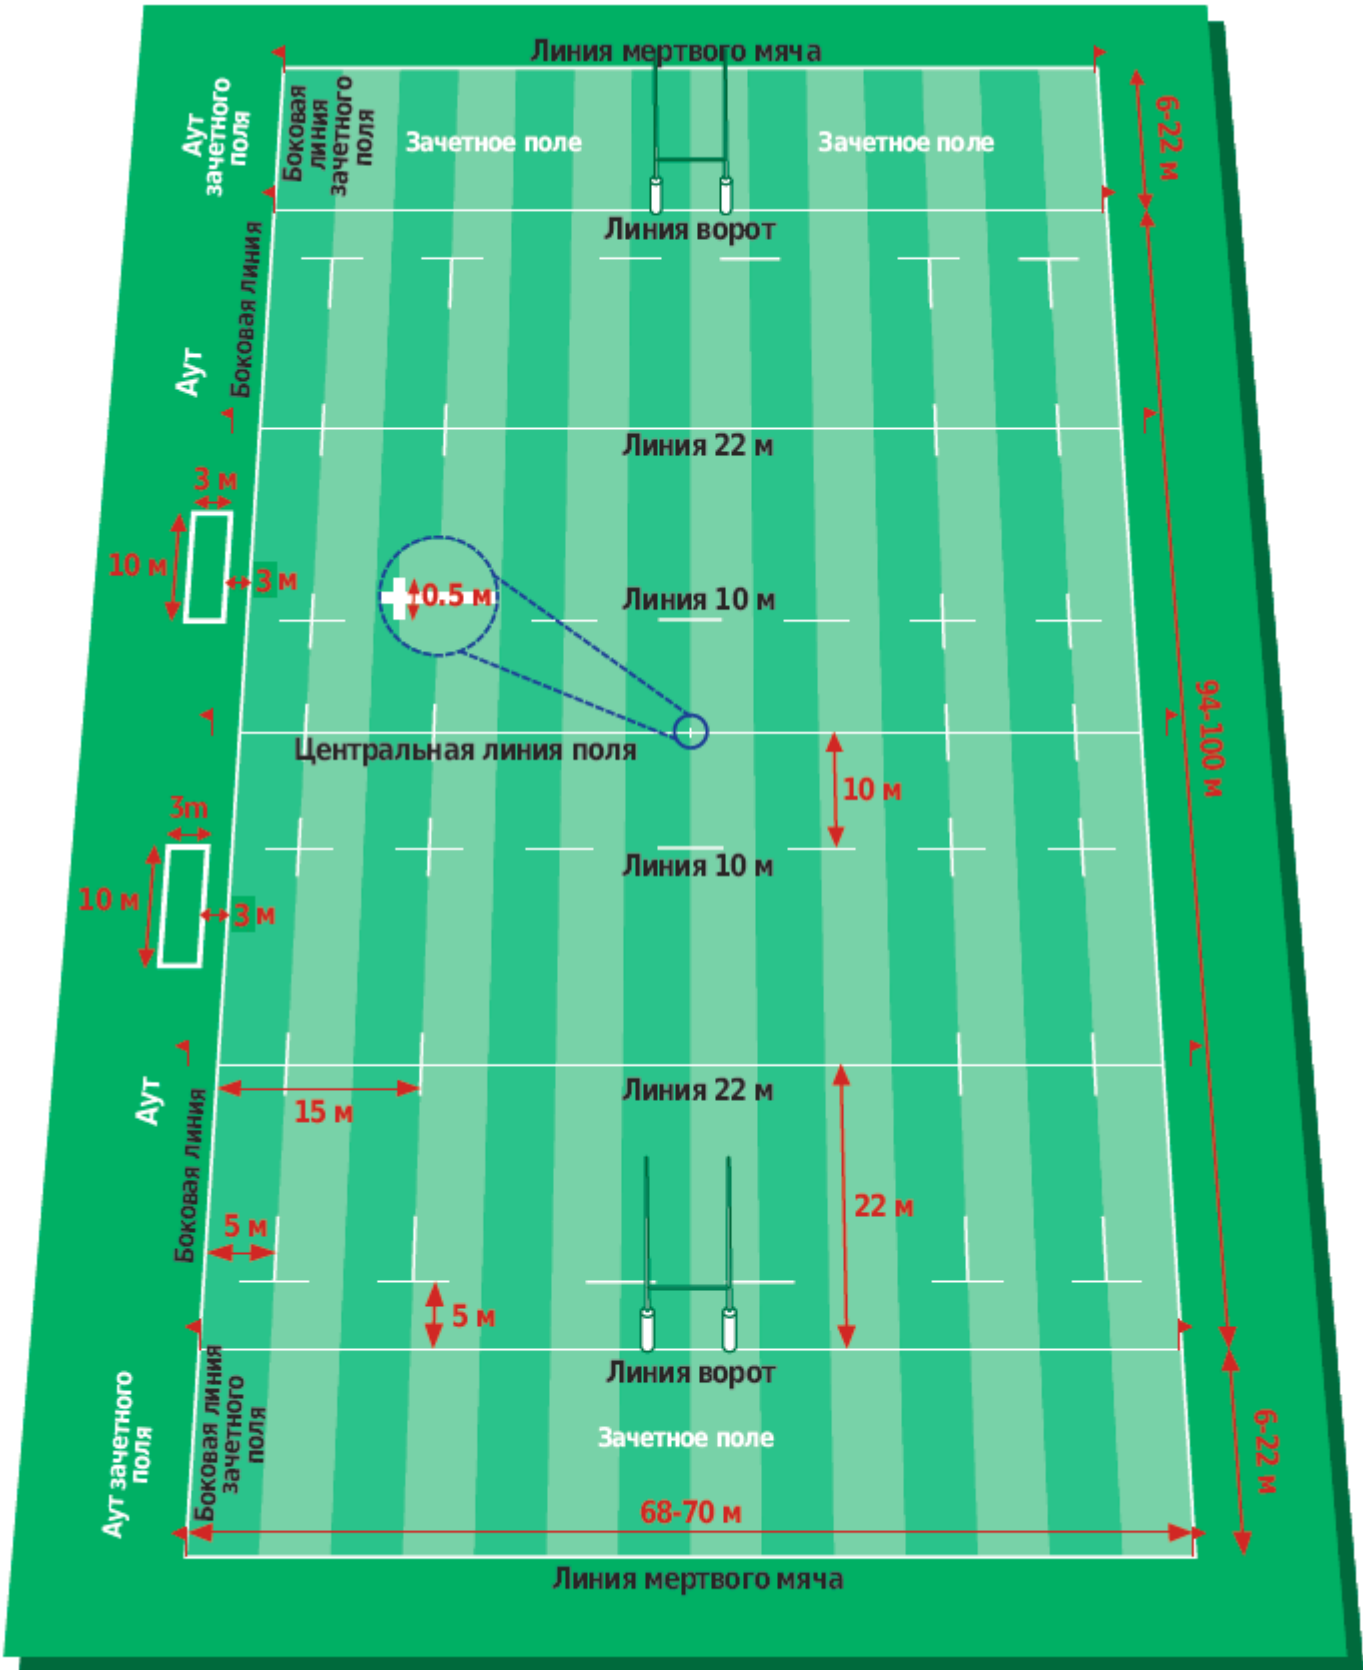 Линия мертвого мяча
Аут
зачетного
поля
Боковая
линия
зачетного
поля
Зачетное поле
Зачетное поле
6-22 м
Линия ворот
Боковая линия
Аут
Линия 22 м
3 м
10 м
3 м
0.5 м
Линия 10 м
94-100 м
Центральная линия поля
10 м
3m
Линия 10 м
10 м
3 м
Линия 22 м
Аут
15 м
Боковая линия
22 м
5 м
5 м
Линия ворот
Аут зачетного
поля
Боковая линия
зачетного
поля
Зачетное поле
6-22 м
68-70 м
Линия мертвого мяча